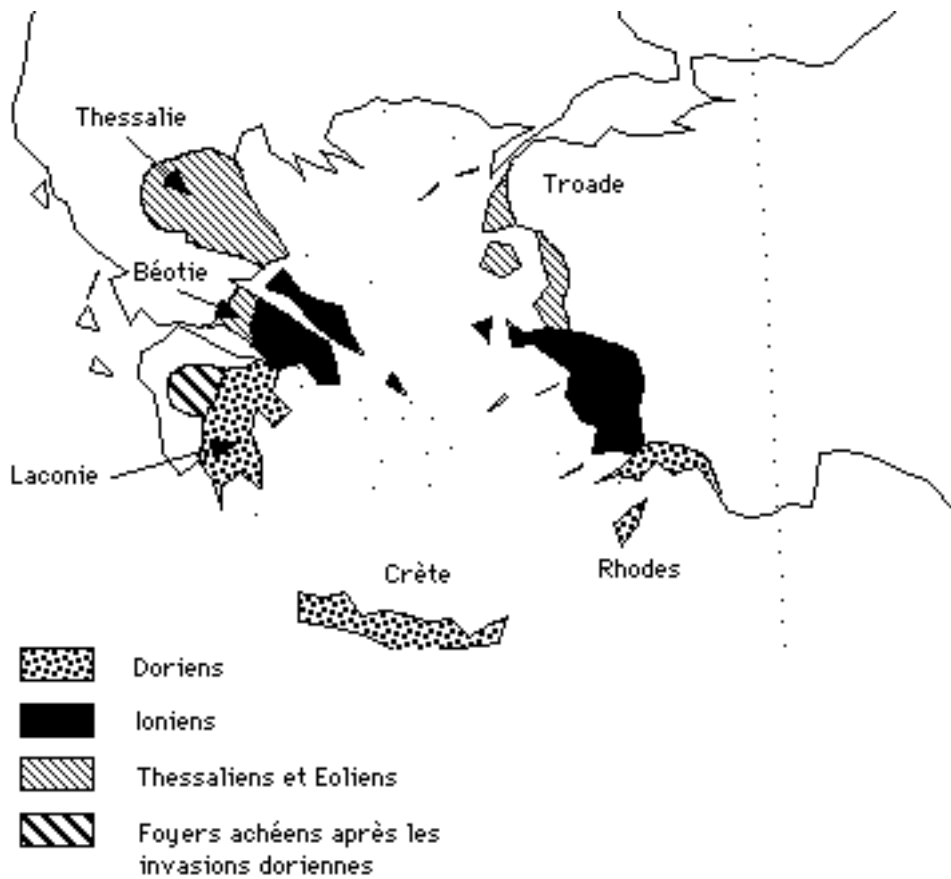 Thessalie
Troade
Béotie
Laconie
Crète
Rhodes
Doriens
Ioniens
Thessaliens et Eoliens
Foyers achéens après les
invasions doriennes